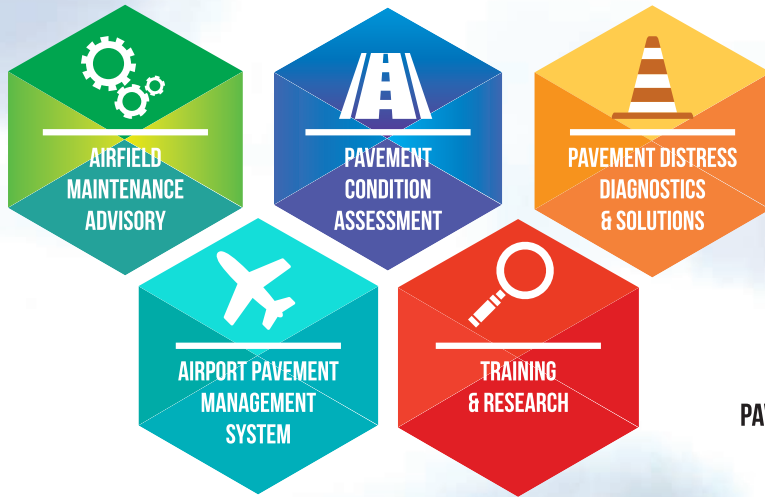 AIRFIELD
MAINTENANCE
ADVISORY
PAVEMENT
CONDITION
ASSESSMENT
PAVEMENT DISTRESS
DIAGNOSTICS
& SOLUTIONS
AIRPORT PAVEMENT
MANAGEMENT
SYSTEM
TRAINING
& RESEARCH